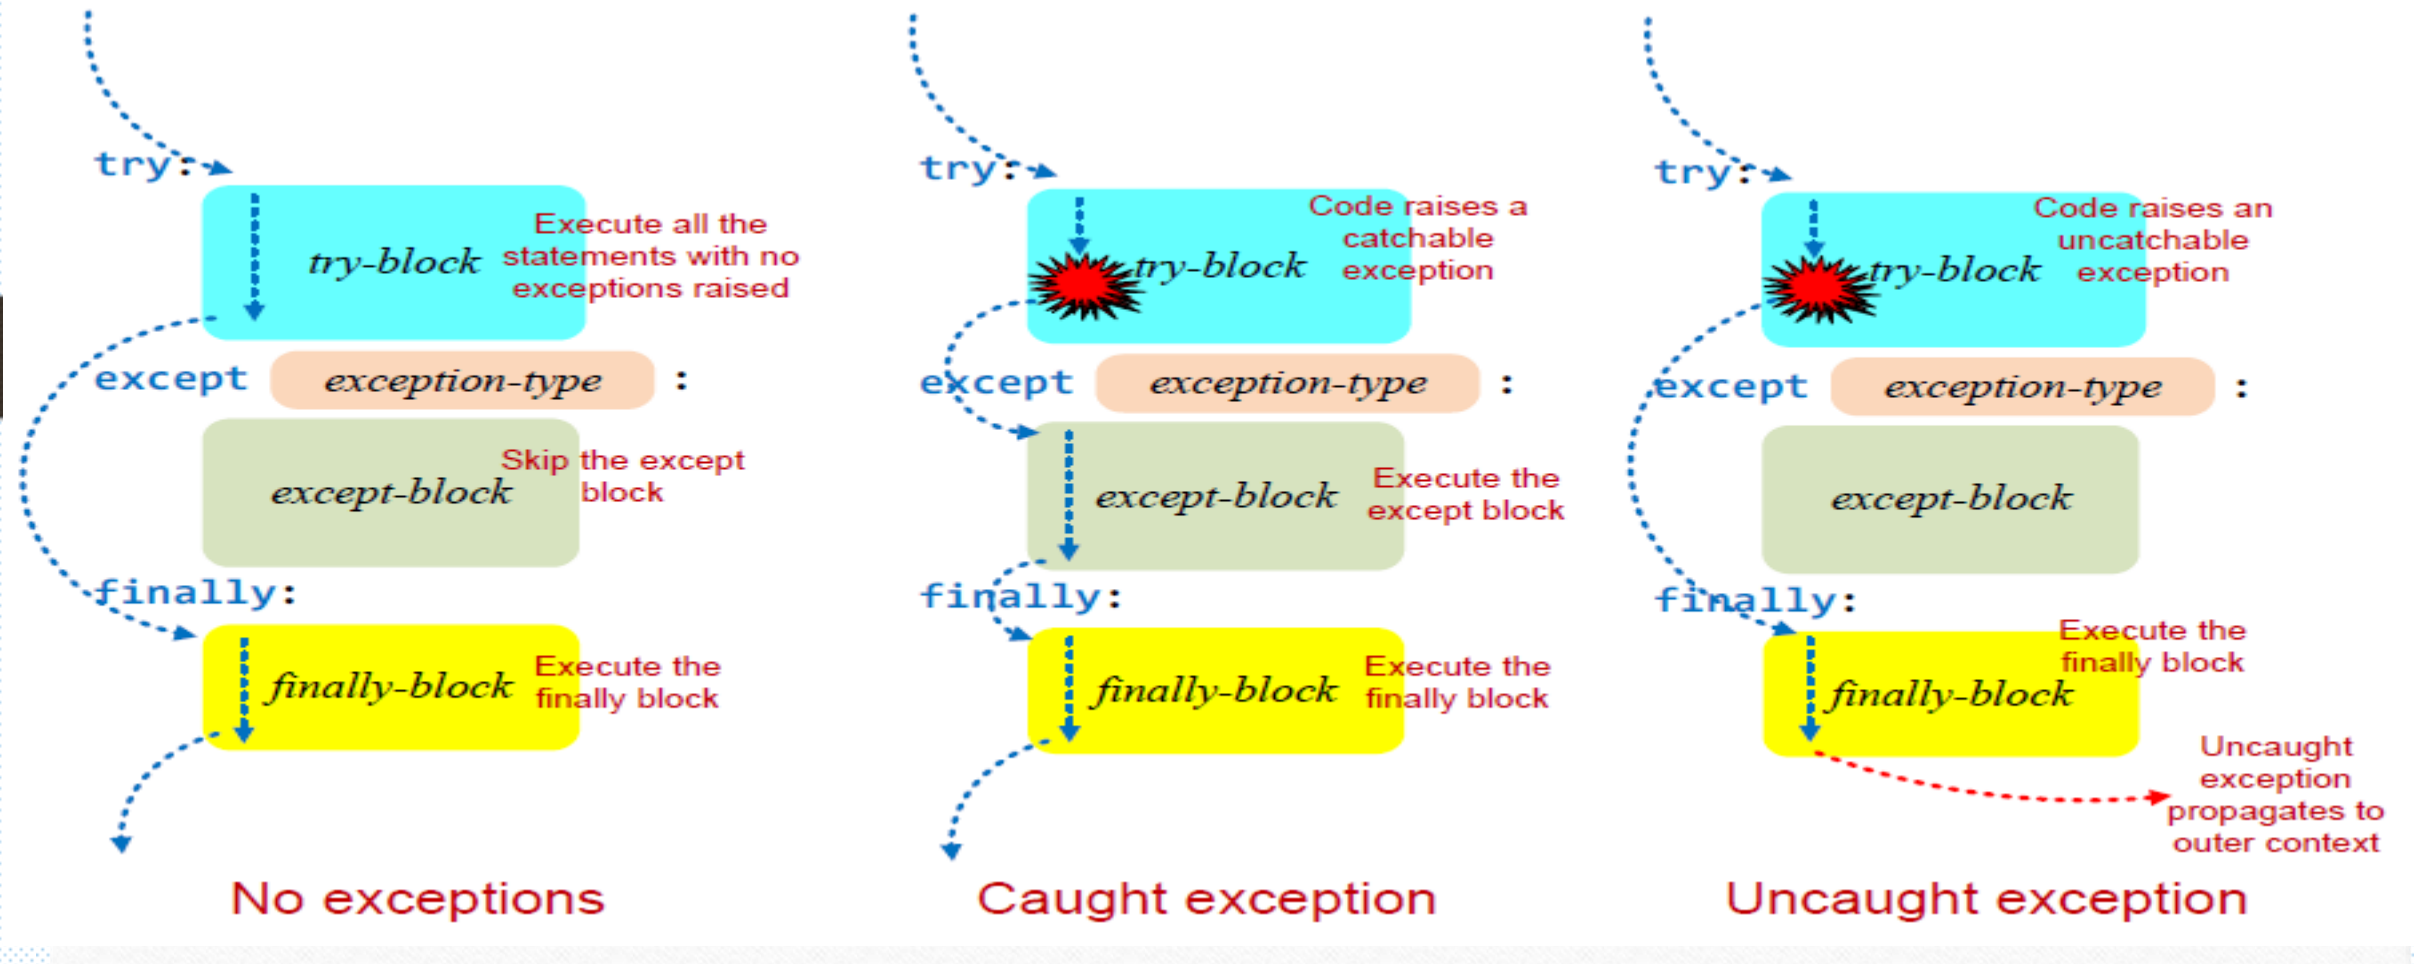 try:
try-block
Execute all the
statements with no
exceptions raised
except exception-type :
except-block
Skip the except
block
finally:
finally-block
Execute the
finally block
No exceptions
try:
try-block
Code raises a
catchable
exception
except exception-type :
except-block
Execute the
except block
finally:
finally-block
Execute the
finally block
Caught exception
try:
try-block
Code raises an
uncatchable
exception
except exception-type :
except-block
finally:
finally-block
Execute the
finally block
Uncaught
exception
propagates to
outer context
Uncaught exception